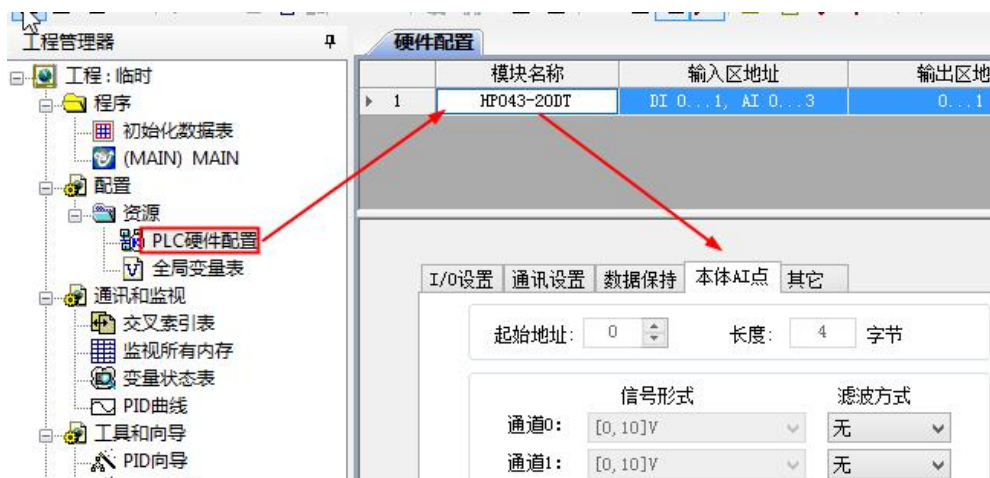 工程管理器
硬件配置
模块名称 输入区地址 输出区地
1 HP043-20DT DI 0...1, AI 0...3 0...1
工程:临时
程序
初始化数据表
(MAIN) MAIN
配置
资源
PLC硬件配置
全局变量表
通讯和监视
交叉索引表
监视所有内存
变量状态表
PID曲线
工具和向导
PID向导
I/O设置 通讯设置 数据保持 本体AI点 其它
起始地址: 0 长度: 4 字节
信号形式 滤波方式
通道0: [0,10]V 无
通道1: [0,10]V 无